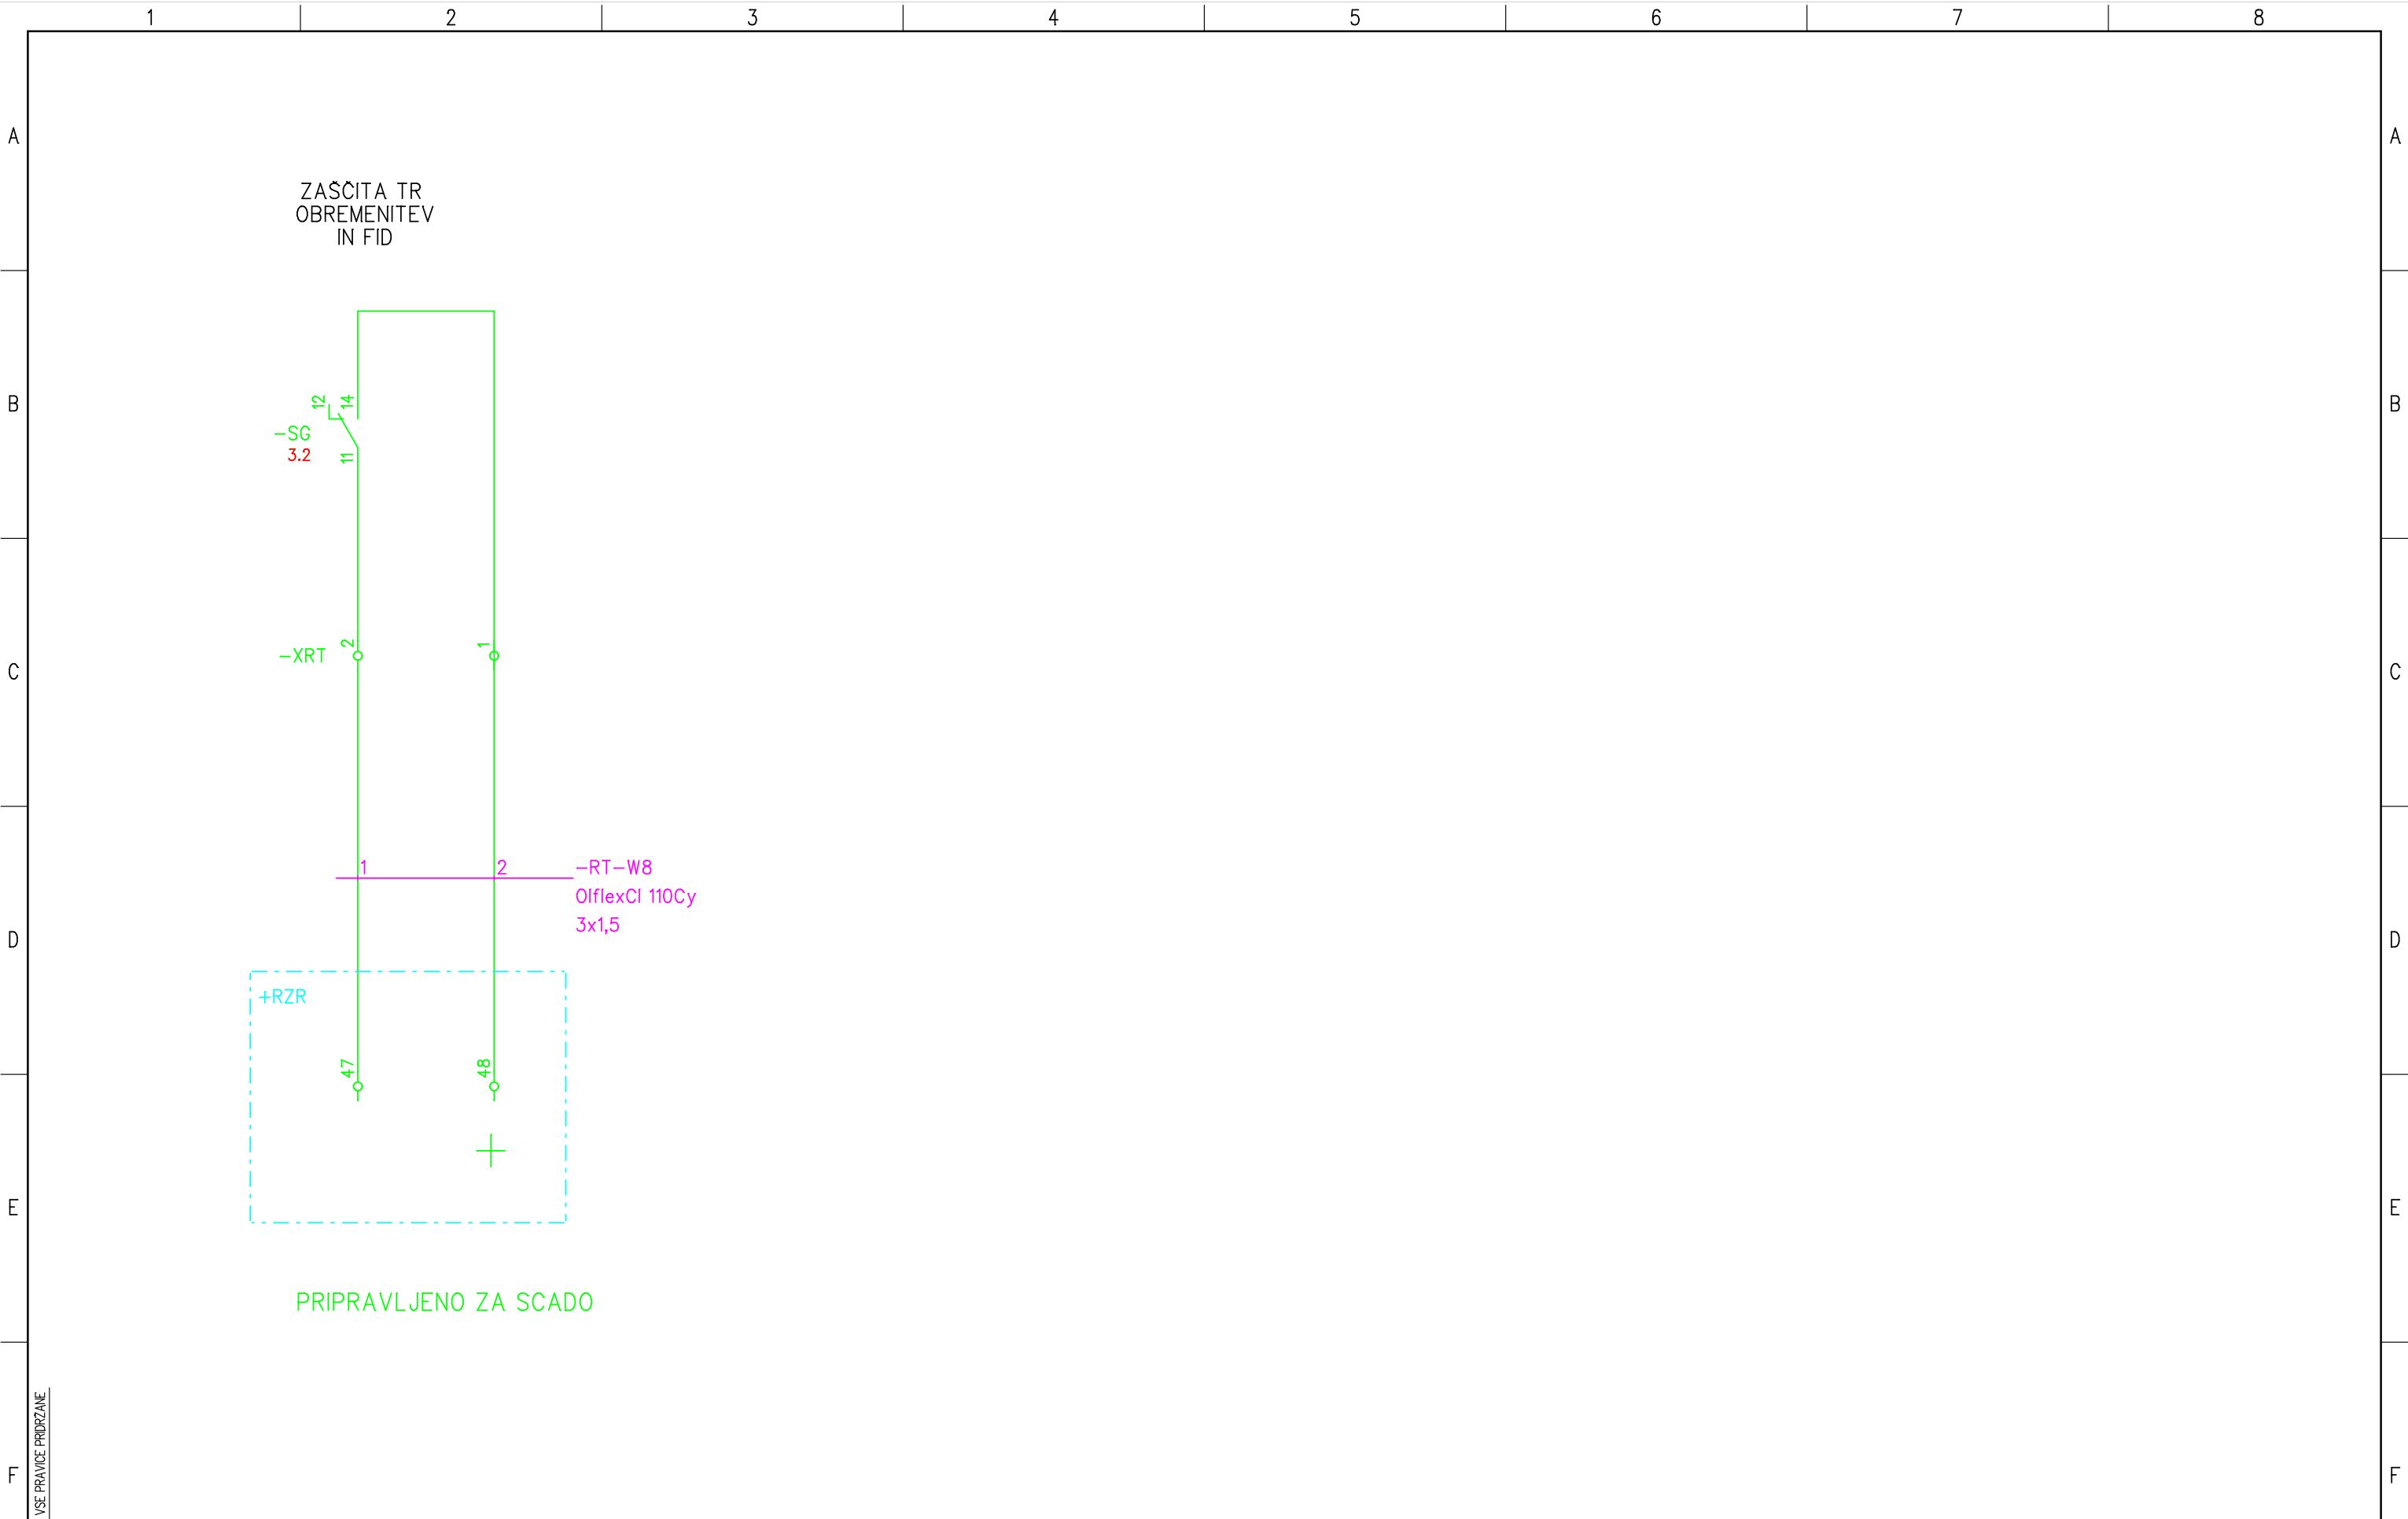 1 2 3 4 5 6 7 8
A A
ZAŠČITA TR
OBREMENITEV
IN FID
B B
12 14
-SG
3.2
11
2 1
-XRT
C C
1 2
-RT-W8
OlflexCl 110Cy
3x1,5
D D
+RZR
47 48
E E
PRIPRAVLJENO ZA SCADO
VSE PRAVICE PRIDRŽANE
F F